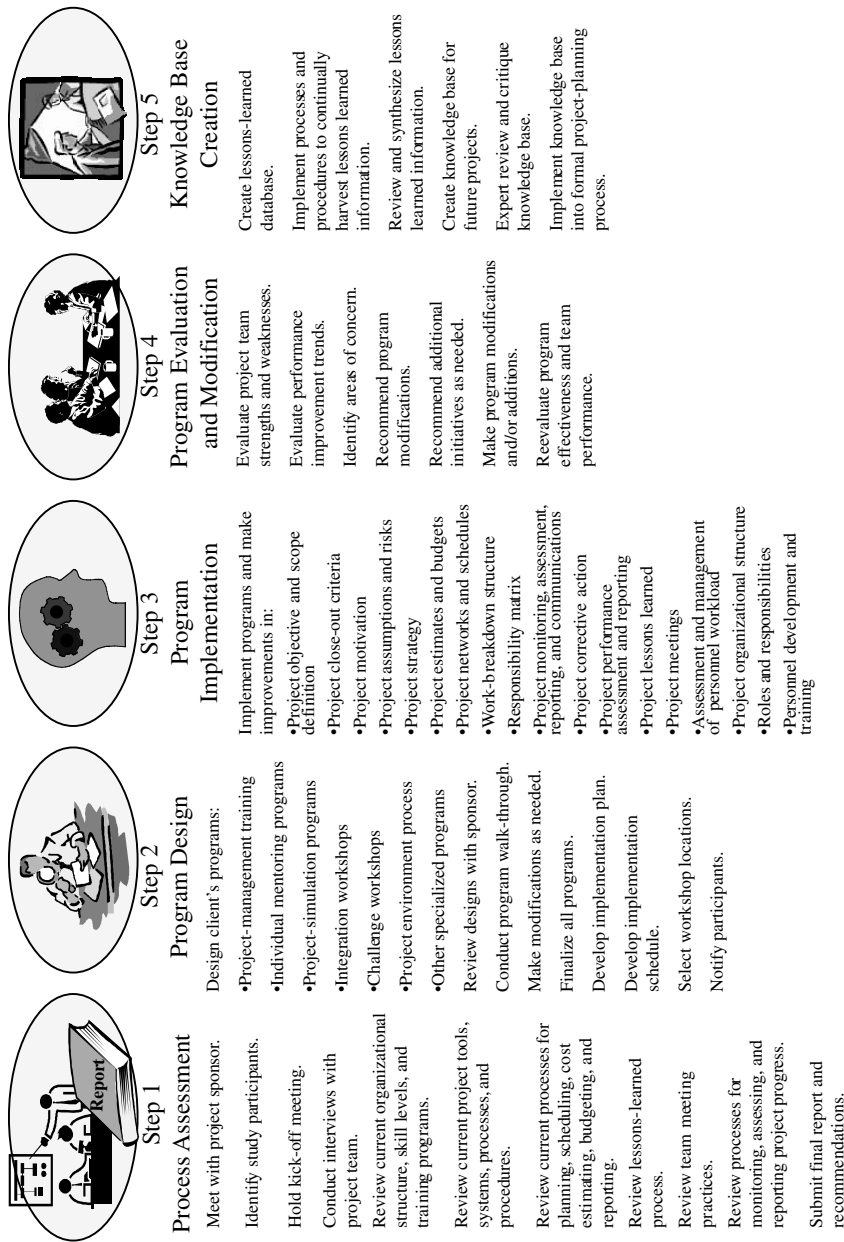 Report
Step 1
Process Assessment
Meet with project sponsor.
Identify study participants.
Hold kick-off meeting.
Conduct interviews with
project team.
Review current organizational
structure, skill levels, and
training programs.
Review current project tools,
systems, processes, and
procedures.
Review current processes for
planning, scheduling, cost
estimating, budgeting, and
reporting.
Review lessons-learned
process.
Review team meeting
practices.
Review processes for
monitoring, assessing, and
reporting project progress.
Submit final report and
recommendations.
Step 2
Program Design
Design client's programs:
•Project-management training
•Individual mentoring programs
•Project-simulation programs
•Integration workshops
•Challenge workshops
•Project environment process
•Other specialized programs
Review designs with sponsor.
Conduct program walk-through.
Make modifications as needed.
Finalize all programs.
Develop implementation plan.
Develop implementation
schedule.
Select workshop locations.
Notify participants.
Step 3
Program
Implementation
Implement programs and make
improvements in:
•Project objective and scope
definition
•Project close-out criteria
•Project motivation
•Project assumptions and risks
•Project strategy
•Project estimates and budgets
•Project networks and schedules
•Work-breakdown structure
•Responsibility matrix
•Project monitoring, assessment,
reporting, and communications
•Project corrective action
•Project performance
assessment and reporting
•Project lessons learned
•Project meetings
•Assessment and management
of personnel workload
•Project organizational structure
•Roles and responsibilities
•Personnel development and
training
Step 4
Program Evaluation
and Modification
Evaluate project team
strengths and weaknesses.
Evaluate performance
improvement trends.
Identify areas of concern.
Recommend program
modifications.
Recommend additional
initiatives as needed.
Make program modifications
and/or additions.
Reevaluate program
effectiveness and team
performance.
Step 5
Knowledge Base
Creation
Create lessons-learned
database.
Implement processes and
procedures to continually
harvest lessons learned
information.
Review and synthesize lessons
learned information.
Create knowledge base for
future projects.
Expert review and critique
knowledge base.
Implement knowledge base
into formal project-planning
process.